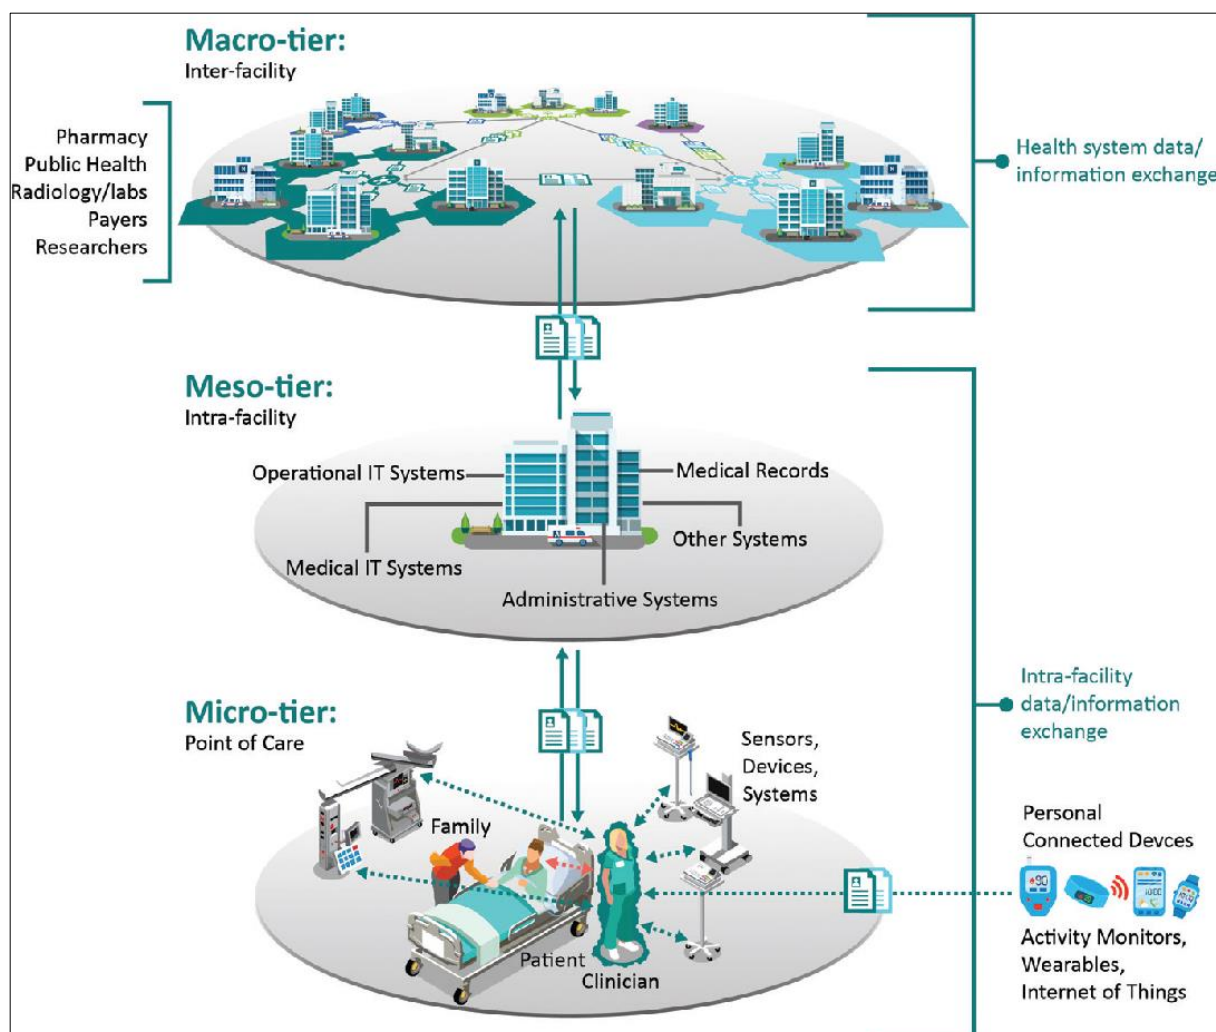 Macro-tier:
Inter-facility
Pharmacy
Public Health
Radiology/labs
Payers
Researchers
Health system data/
information exchange
Meso-tier:
Intra-facility
Operational IT Systems
Medical Records
Medical IT Systems
Other Systems
Administrative Systems
Intra-facility
data/information
exchange
Micro-tier:
Point of Care
Sensors,
Devices,
Systems
Family
Patient
Clinician
Personal
Connected Devces
90
10:00
Activity Monitors,
Wearables,
Internet of Things